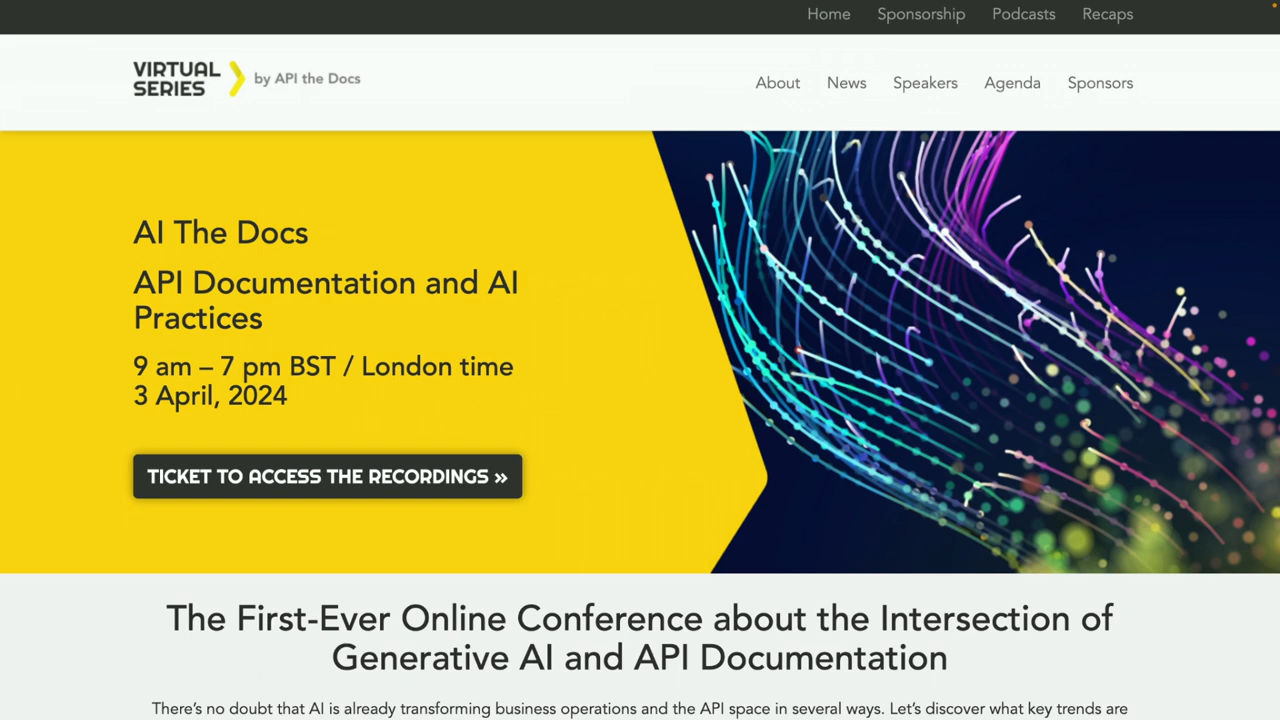 Home Sponsorship Podcasts Recaps
VIRTUAL
SERIES
by API the Docs
About News Speakers Agenda Sponsors
AI The Docs
API Documentation and AI
Practices
9 am – 7 pm BST / London time
3 April, 2024
TICKET TO ACCESS THE RECORDINGS »
The First-Ever Online Conference about the Intersection of
Generative AI and API Documentation
There's no doubt that AI is already transforming business operations and the API space in several ways. Let's discover what key trends are